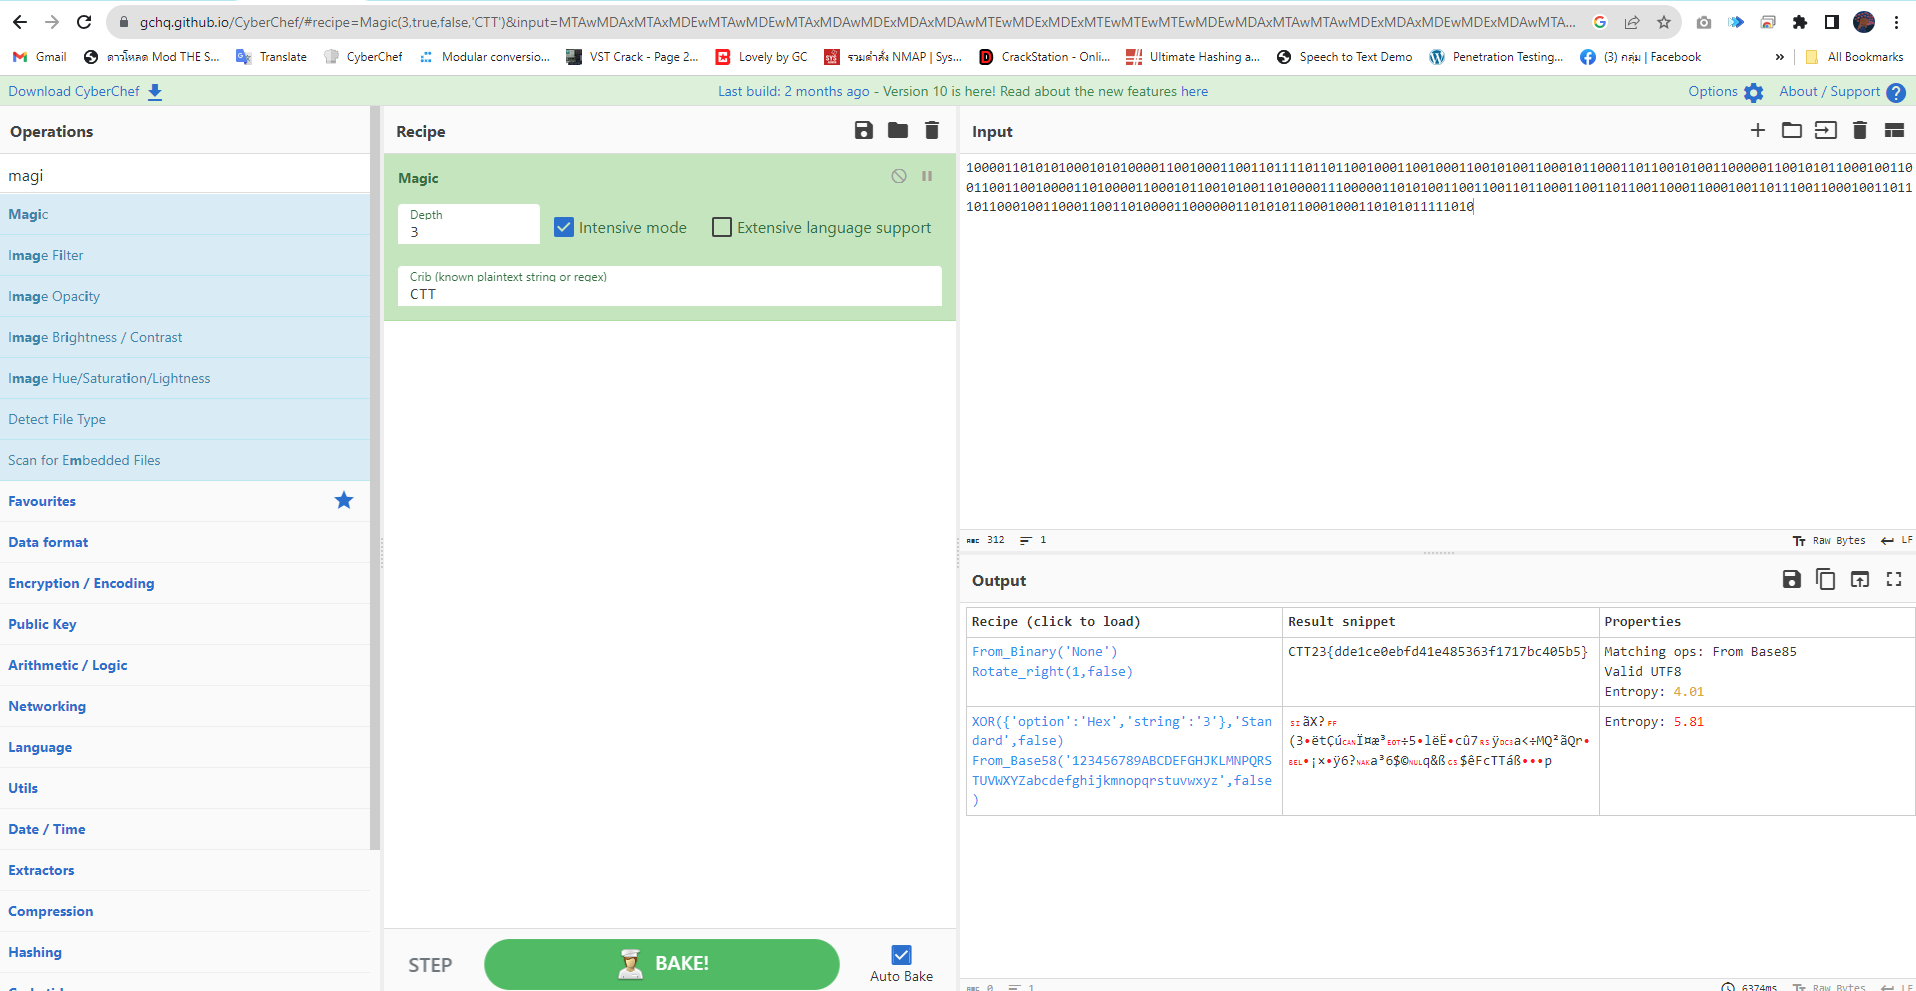 gchq.github.io/CyberChef/#recipe=Magic(3,true,false,'CTT')&input=MTAwMDAxMTAxMDEwMTAwMDEwMTAxMDAwMDExMDAxMDAwMTEwMDExMDExMTEwMTEwMTEwMDEwMDAxMTAwMTAwMDExMDAxMDEwMDExMDAwMTA...
Gmail ดาวโหลด Mod THE S... Translate CyberChef Modular conversio... VST Crack - Page 2... Lovely by GC รวมคำสั่ง NMAP | Sys... CrackStation - Onli... Ultimate Hashing a... Speech to Text Demo Penetration Testing... (3) กลุ่ม | Facebook » All Bookmarks
Download CyberChef Last build: 2 months ago - Version 10 is here! Read about the new features here Options About / Support
Operations
magi
Magic
Image Filter
Image Opacity
Image Brightness / Contrast
Image Hue/Saturation/Lightness
Detect File Type
Scan for Embedded Files
Favourites
Data format
Encryption / Encoding
Public Key
Arithmetic / Logic
Networking
Language
Utils
Date / Time
Extractors
Compression
Hashing
Recipe
Magic
Depth
3
Intensive mode
Extensive language support
Crib (known plaintext string or regex)
CTT
STEP
BAKE!
Auto Bake
Input
ABC 312 1 Raw Bytes LF
Output
Recipe (click to load) Result snippet Properties
From_Binary('None')
Rotate_right(1,false)
CTT23{dde1ce0ebfd41e485363f1717bc405b5}
Matching ops: From Base85
Valid UTF8
Entropy: 4.01
XOR({'option':'Hex','string':'3'},'Stan
dard',false)
From_Base58('123456789ABCDEFGHJKLMNPQRS
TUVWXYZabcdefghijkmnopqrstuvwxyz',false
)
Entropy: 5.81
ABC 0 1 6374ms Raw Bytes LF